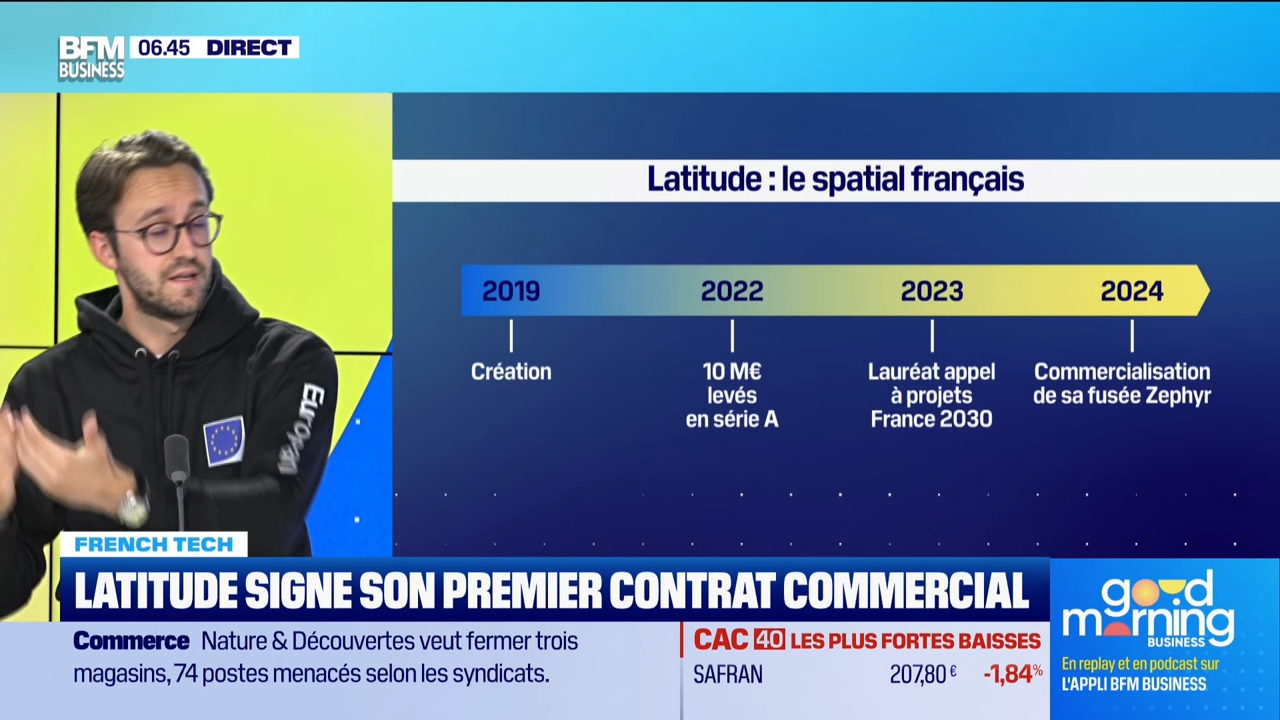 BFM
BUSINESS
06.45 DIRECT
Latitude : le spatial français
2019 2022 2023 2024
Création
10 M€
levés
en série A
Lauréat appel
à projets
France 2030
Commercialisation
de sa fusée Zephyr
European
FRENCH TECH
LATITUDE SIGNE SON PREMIER CONTRAT COMMERCIAL
Commerce Nature & Découvertes veut fermer trois
magasins, 74 postes menacés selon les syndicats.
CAC 40 LES PLUS FORTES BAISSES
SAFRAN 207,80 € -1,84%
good
morning
BUSINESS
En replay et en podcast sur
L'APPLI BFM BUSINESS